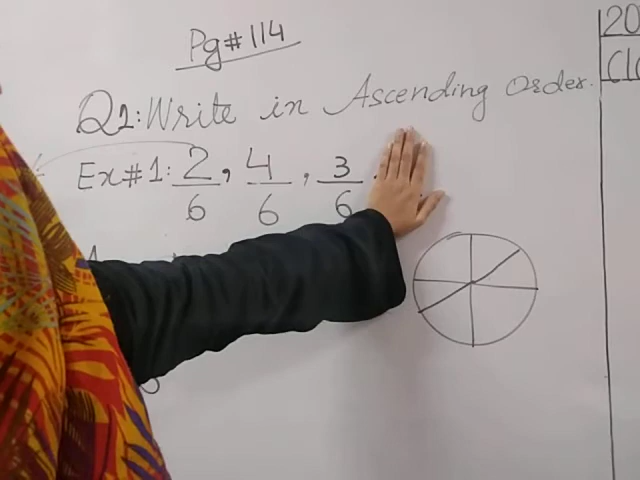 Pg#114
20
Q2: Write in Ascending Order.
Ex#1: 2/6, 4/6, 3/6